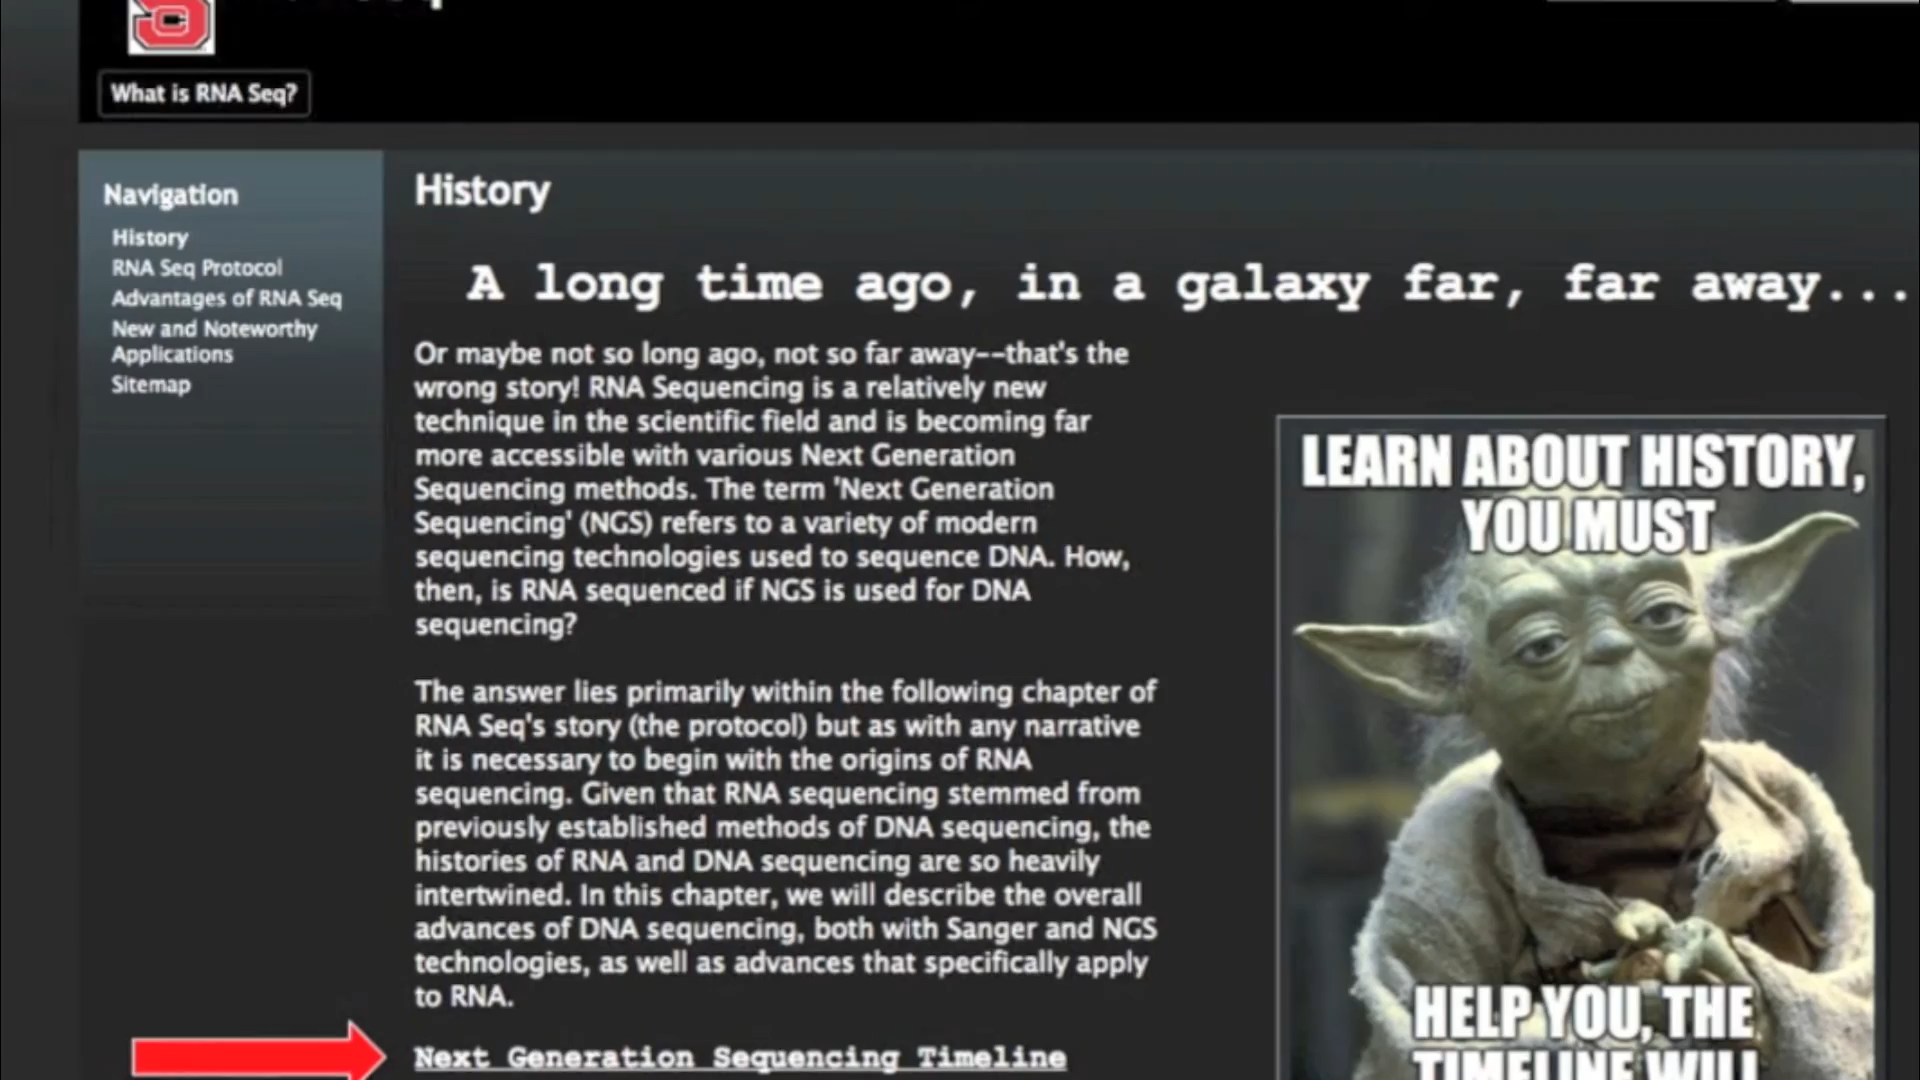 What is RNA Seq?
Navigation
History
RNA Seq Protocol
Advantages of RNA Seq
New and Noteworthy
Applications
Sitemap
History
A long time ago, in a galaxy far, far away...
Or maybe not so long ago, not so far away--that's the
wrong story! RNA Sequencing is a relatively new
technique in the scientific field and is becoming far
more accessible with various Next Generation
Sequencing methods. The term 'Next Generation
Sequencing' (NGS) refers to a variety of modern
sequencing technologies used to sequence DNA. How,
then, is RNA sequenced if NGS is used for DNA
sequencing?
The answer lies primarily within the following chapter of
RNA Seq's story (the protocol) but as with any narrative
it is necessary to begin with the origins of RNA
sequencing. Given that RNA sequencing stemmed from
previously established methods of DNA sequencing, the
histories of RNA and DNA sequencing are so heavily
intertwined. In this chapter, we will describe the overall
advances of DNA sequencing, both with Sanger and NGS
technologies, as well as advances that specifically apply
to RNA.
Next Generation Sequencing Timeline
LEARN ABOUT HISTORY,
YOU MUST
HELP YOU, THE
TIMELINE WILL